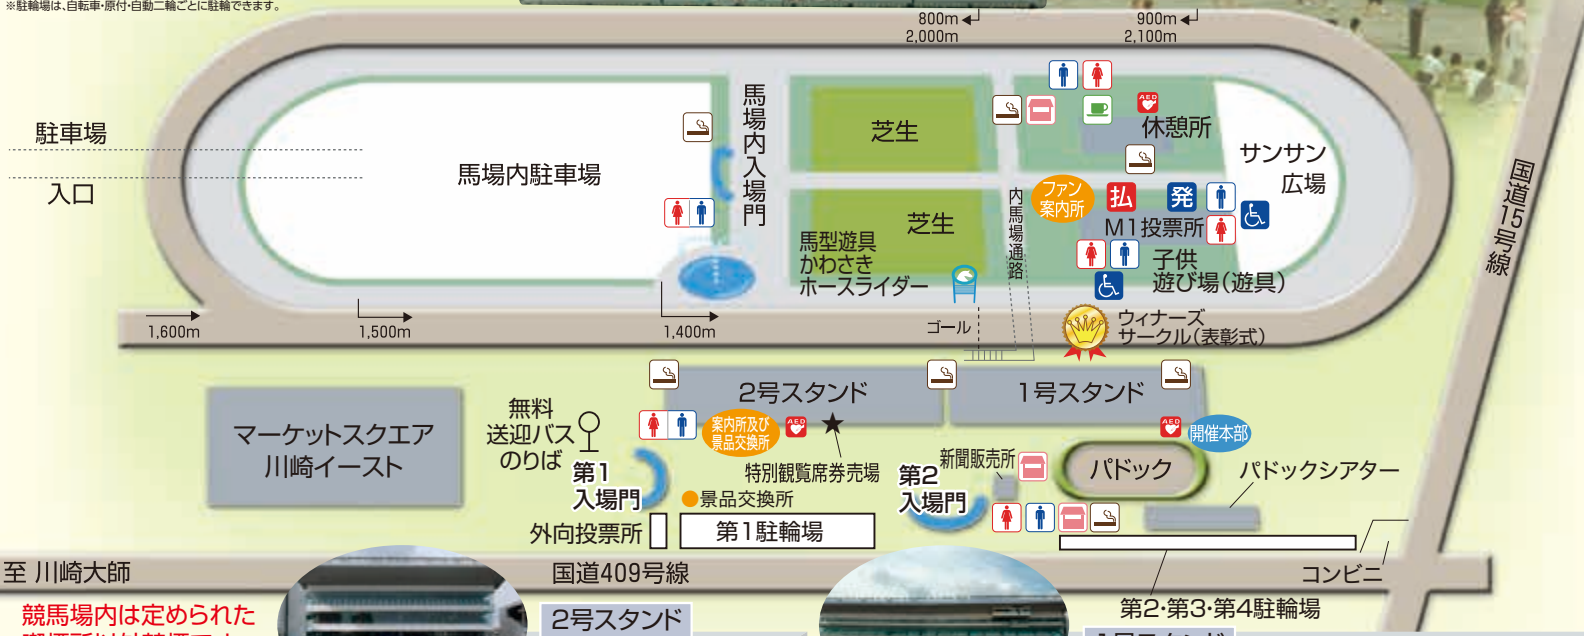 ※駐輪場は、自転車・原付・自動二輪ごとに駐輪できます。
800m
2,000m
900m
2,100m
駐車場
入口
馬場内駐車場
馬場内入場門
芝生
芝生
AED
休憩所
サンサン
広場
国道15号線
内馬場通路
ファン
案内所
払
発
M1投票所
子供
遊び場(遊具)
馬型遊具
かわさき
ホースライダー
ゴール
ウィナーズ
サークル(表彰式)
1,600m
1,500m
1,400m
2号スタンド
1号スタンド
マーケットスクエア
川崎イースト
無料
送迎バス
のりば
案内所及び
景品交換所
AED
特別観覧席券売場
AED
開催本部
第1
入場門
景品交換所
外向投票所
第1駐輪場
第2
入場門
新聞販売所
パドック
パドックシアター
至 川崎大師
国道409号線
コンビニ
第2・第3・第4駐輪場
競馬場内は定められた
2号スタンド
1号スタンド